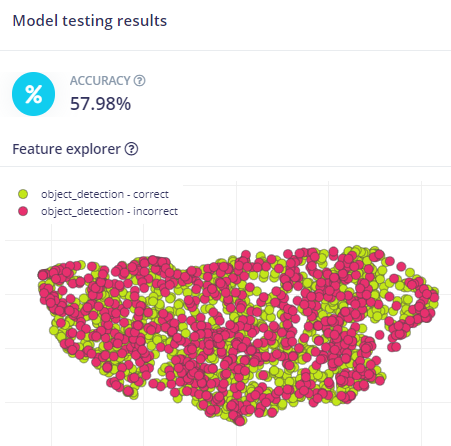 Model testing results
%
ACCURACY ?
57.98%
Feature explorer ?
object_detection - correct
object_detection - incorrect